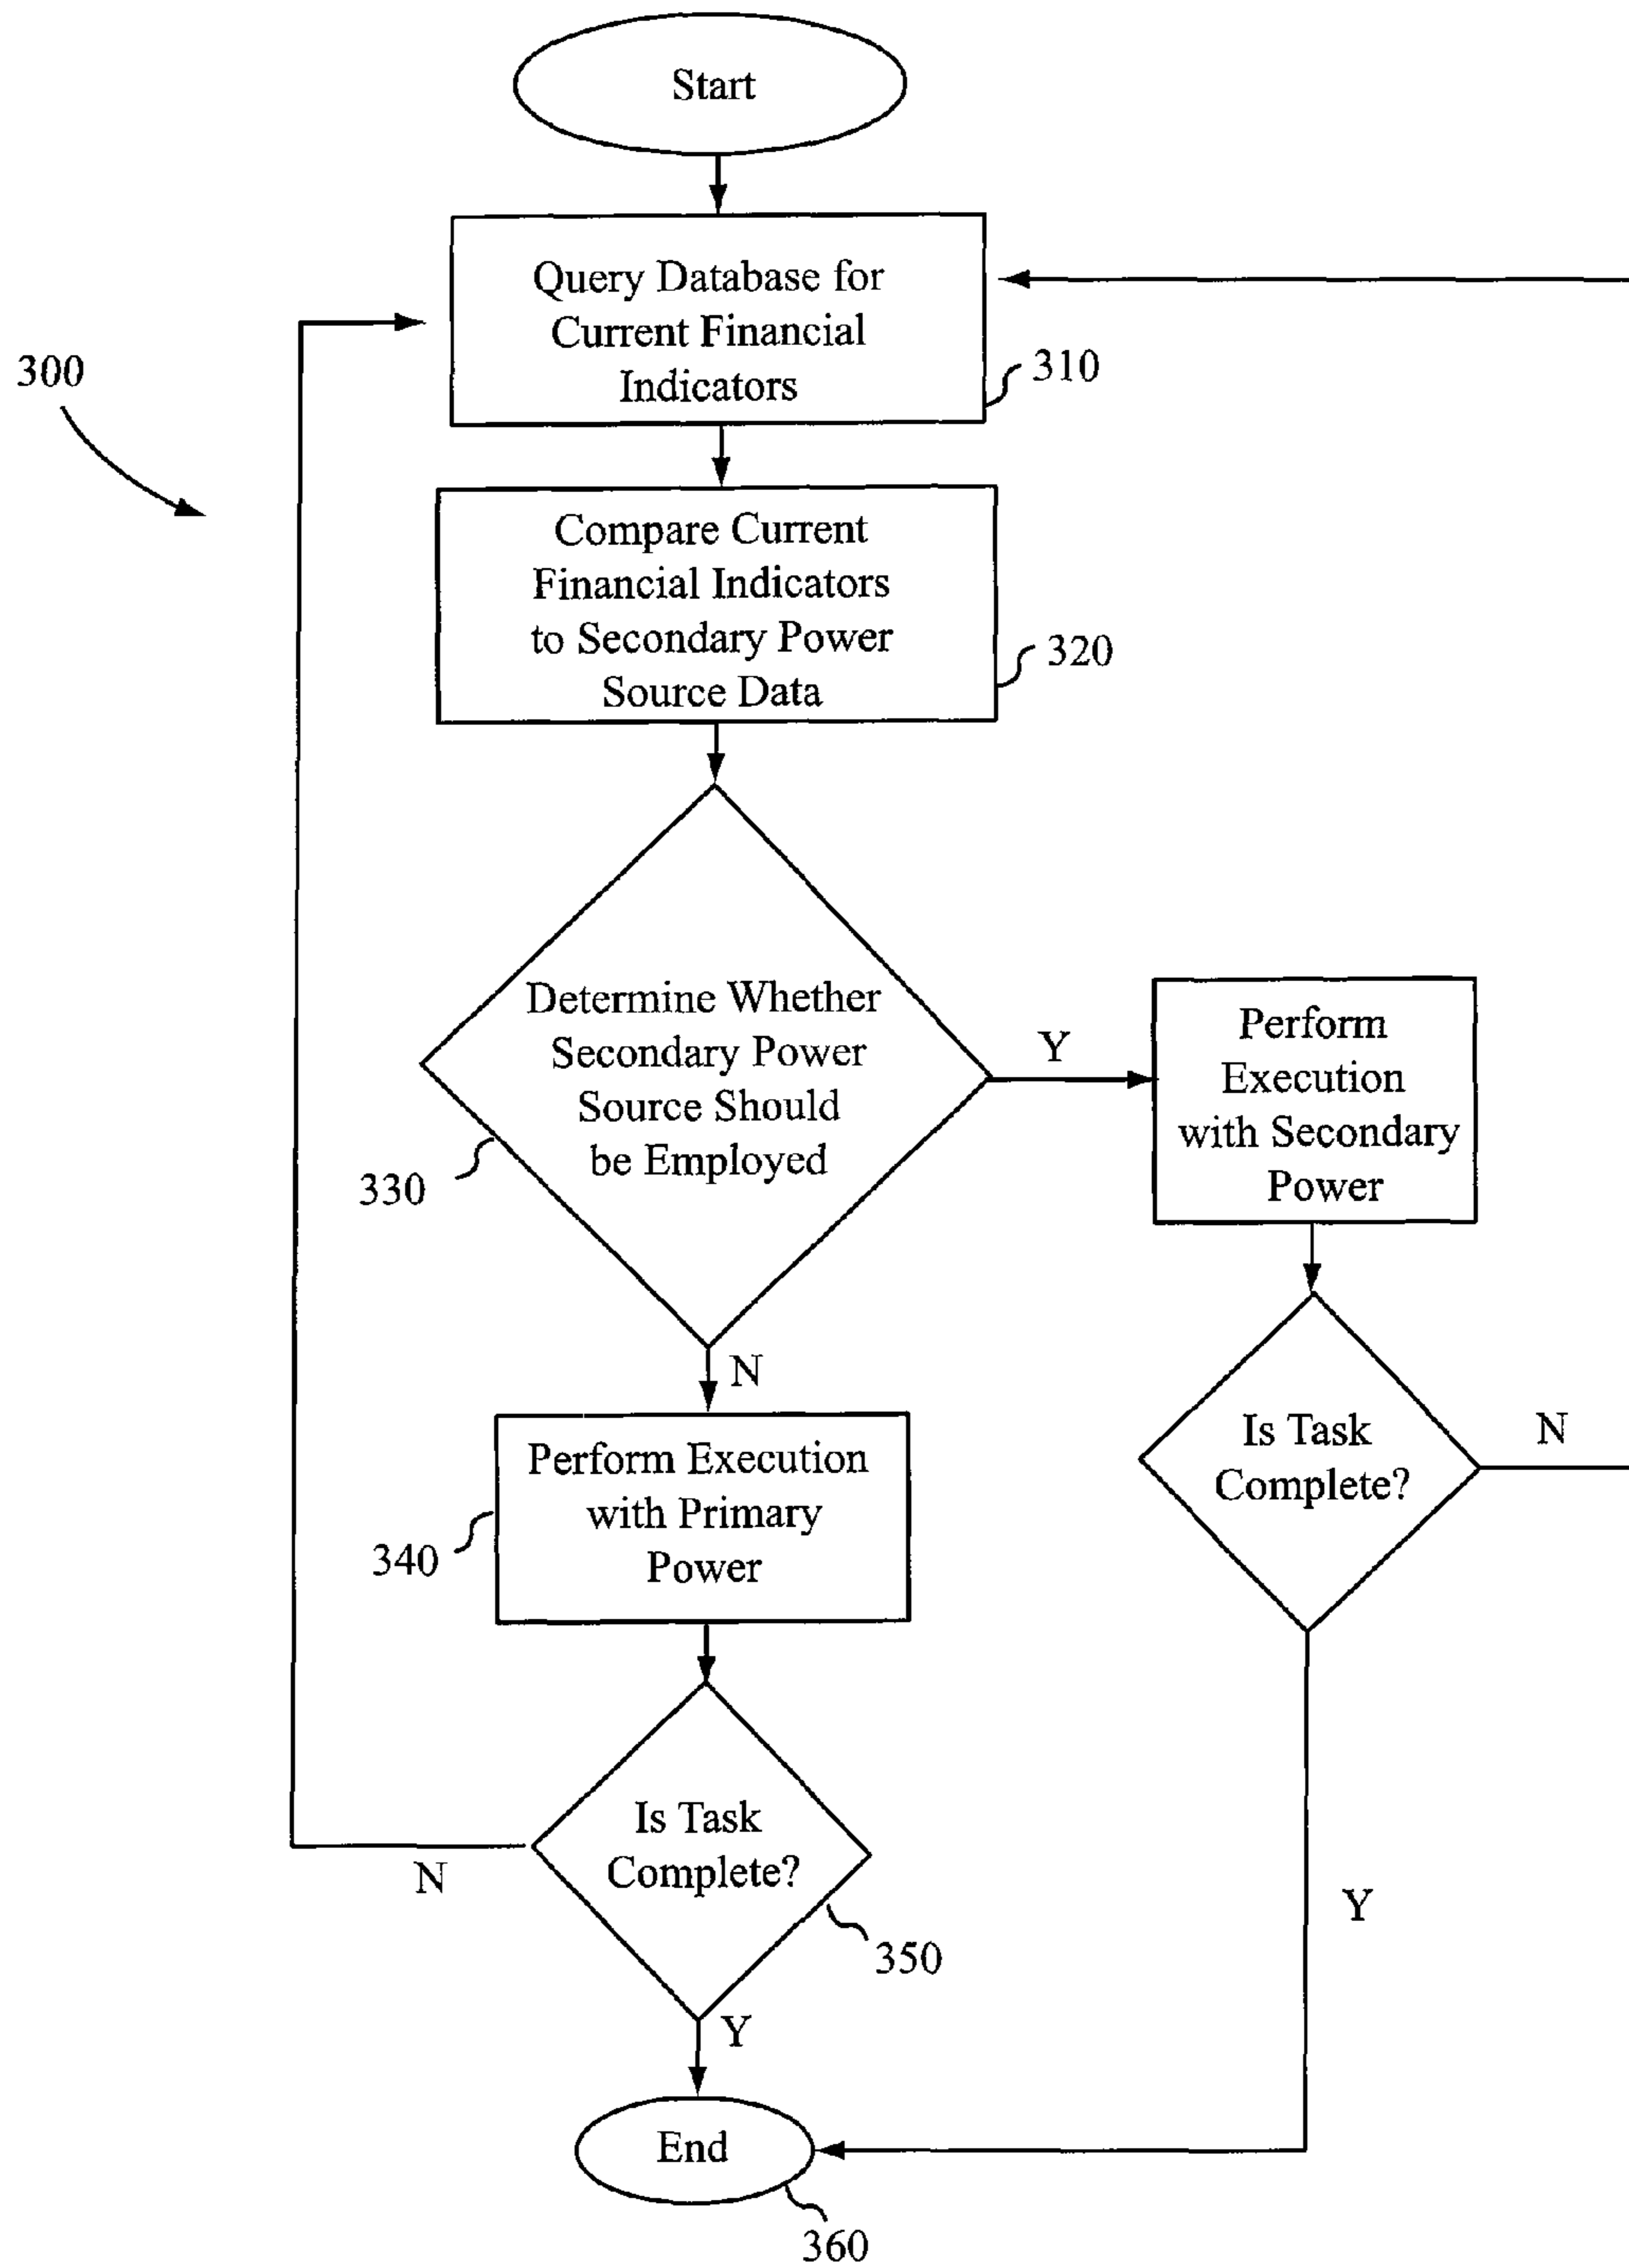 Start
Query Database for
Current Financial
Indicators
310
300
Compare Current
Financial Indicators
to Secondary Power
Source Data
320
Determine Whether
Secondary Power
Source Should
be Employed
330
Y
Perform
Execution
with Secondary
Power
N
Perform Execution
with Primary
Power
340
Is Task
Complete?
N
Is Task
Complete?
N
350
Y
Y
End
360